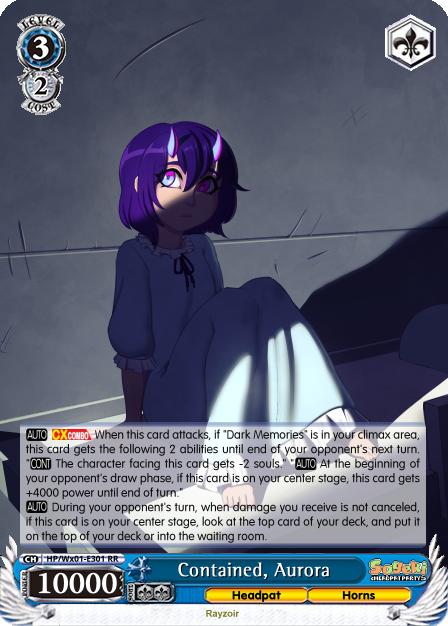 LEVEL
3
2
COST
AUTO CXCOMBO When this card attacks, if "Dark Memories" is in your climax area,
this card gets the following 2 abilities until end of your opponent's next turn.
"CONT The character facing this card gets -2 souls." "AUTO At the beginning
of your opponent's draw phase, if this card is on your center stage, this card gets
+4000 power until end of turn."
AUTO During your opponent's turn, when damage you receive is not canceled,
if this card is on your center stage, look at the top card of your deck, and put it
on the top of your deck or into the waiting room.
CH HP/Wx01-E301 RR
POWER 10000 SOUL Contained, Aurora
Headpat Horns
Rayzoir